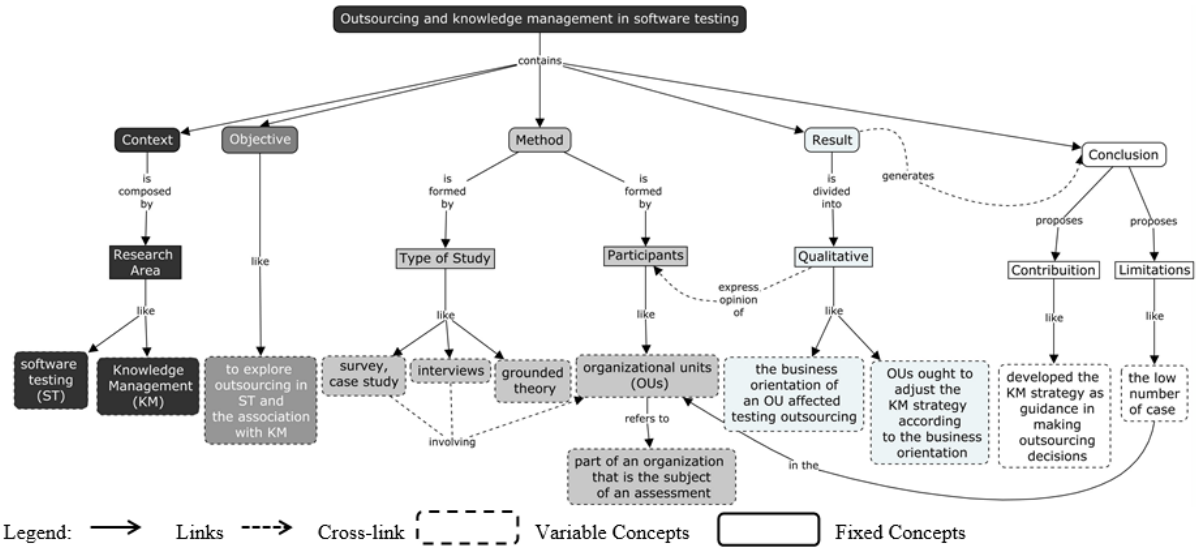 Outsourcing and knowledge management in software testing
contains
Context
Objective
Method
Result
Conclusion
generates
is
composed
by
is
formed
by
is
formed
by
is
divided
into
proposes
proposes
Research
Area
like
Type of Study
Participants
Qualitative
Contribuition
Limitations
express
opinion
of
like
like
like
like
like
like
software
testing
(ST)
Knowledge
Management
(KM)
to explore
outsourcing in
ST and
the association
with KM
survey,
case study
interviews
grounded
theory
organizational units
(OUs)
the business
orientation of
an OU affected
testing outsourcing
OUs ought to
adjust the
KM strategy
according
to the business
orientation
developed the
KM strategy as
guidance in
making
outsourcing
decisions
the low
number
of case
involving
refers to
in the
part of an organization
that is the subject
of an assessment
Legend: Links Cross-link Variable Concepts Fixed Concepts